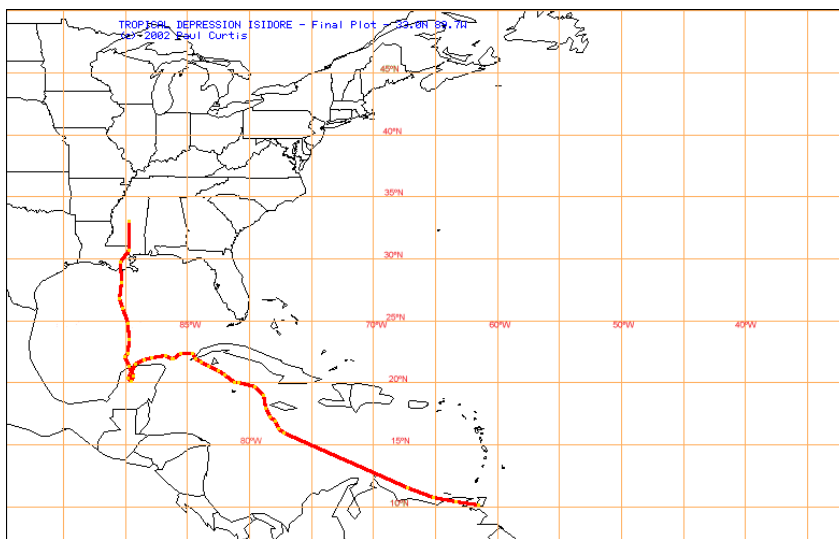 TROPICAL DEPRESSION ISIDORE - Final Plot - 33.0N 89.7W
(c) 2002 Paul Curtis
45°N
40°N
35°N
30°N
25°N
85°W
70°W
60°W
50°W
40°W
20°N
80°W
15°N
10°N